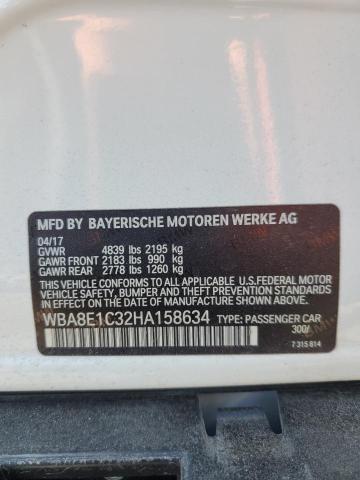 MFD BY BAYERISCHE MOTOREN WERKE AG
04/17
GVWR 4839 lbs 2195 kg
GAWR FRONT 2183 lbs 990 kg
GAWR REAR 2778 lbs 1260 kg
THIS VEHICLE CONFORMS TO ALL APPLICABLE U.S. FEDERAL
MOTOR VEHICLE SAFETY, BUMPER, AND THEFT PREVENTION
STANDARDS IN EFFECT ON THE DATE OF MANUFACTURE SHOWN ABOVE.
WBA8E1C32HA158634 TYPE: PASSENGER CAR
300/
7 315 814